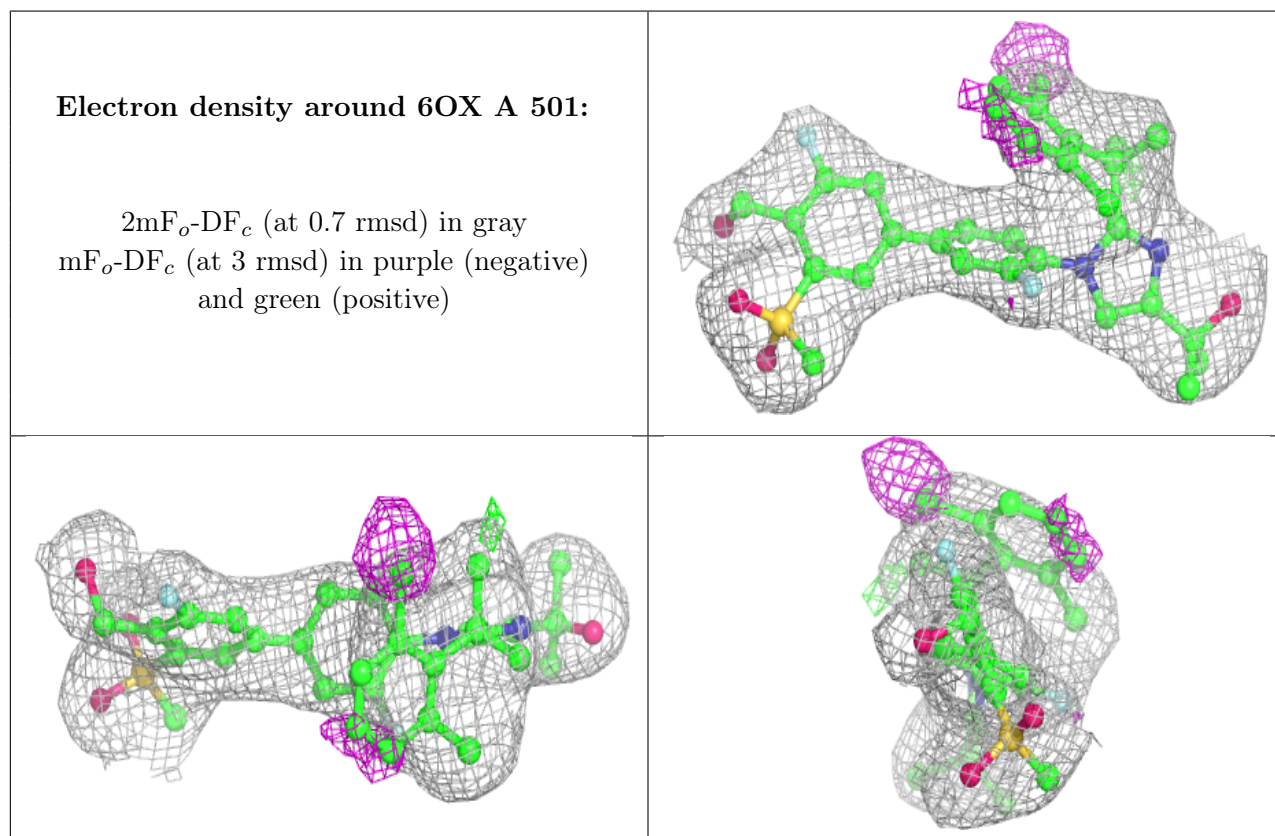 Electron density around 6OX A 501:
2mFₒ-DF𝒸 (at 0.7 rmsd) in gray
mFₒ-DF𝒸 (at 3 rmsd) in purple (negative)
and green (positive)